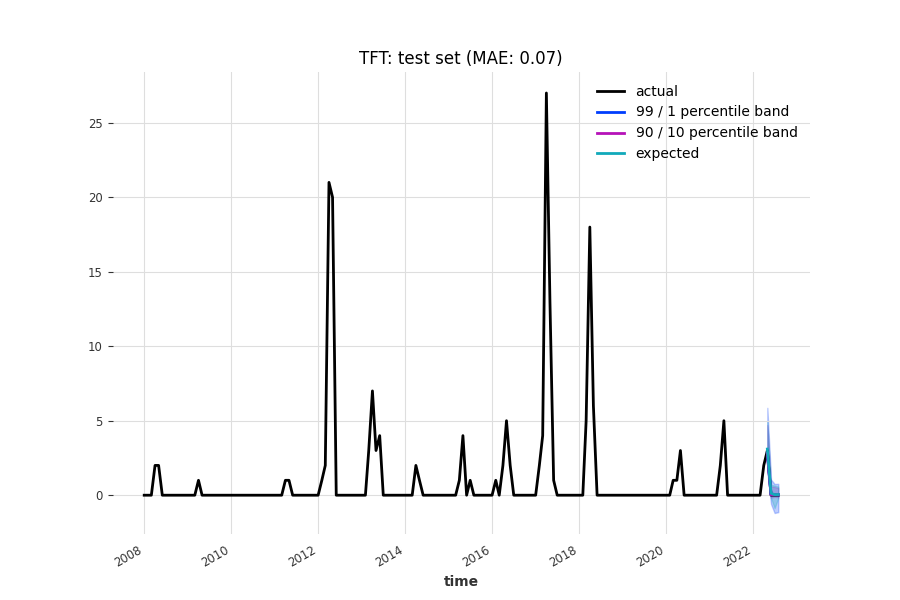 TFT: test set (MAE: 0.07)
actual
99 / 1 percentile band
90 / 10 percentile band
expected
25
20
15
10
5
0
2008
2010
2012
2014
2016
2018
2020
2022
time